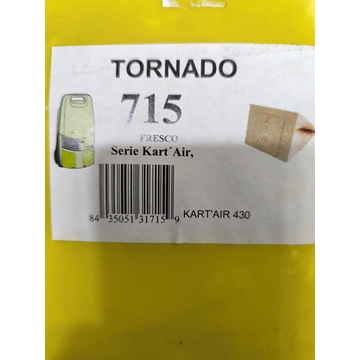 TORNADO
715
FRESCO
Serie Kart´Air,
8 435051 317159
KART'AIR 430